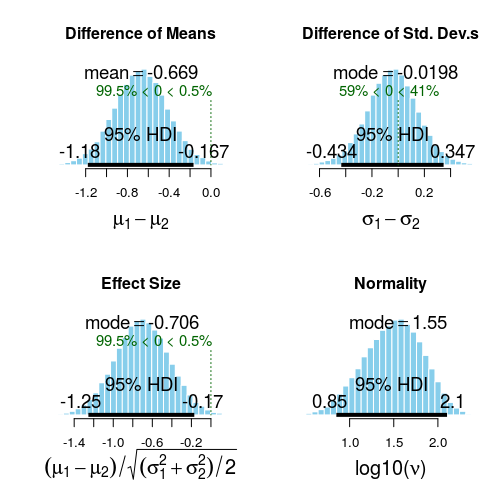 Difference of Means
mean = -0.669
99.5% < 0 < 0.5%
95% HDI
-1.18 -0.167
-1.2 -0.8 -0.4 0.0
μ1 − μ2
Difference of Std. Dev.s
mode = -0.0198
59% < 0 < 41%
95% HDI
-0.434 0.347
-0.6 -0.2 0.2
σ1 − σ2
Effect Size
mode = -0.706
99.5% < 0 < 0.5%
95% HDI
-1.25 -0.17
-1.4 -1.0 -0.6 -0.2
(μ1 − μ2)/√(σ1² + σ2²)/2
Normality
mode = 1.55
95% HDI
0.85 2.1
1.0 1.5 2.0
log10(ν)